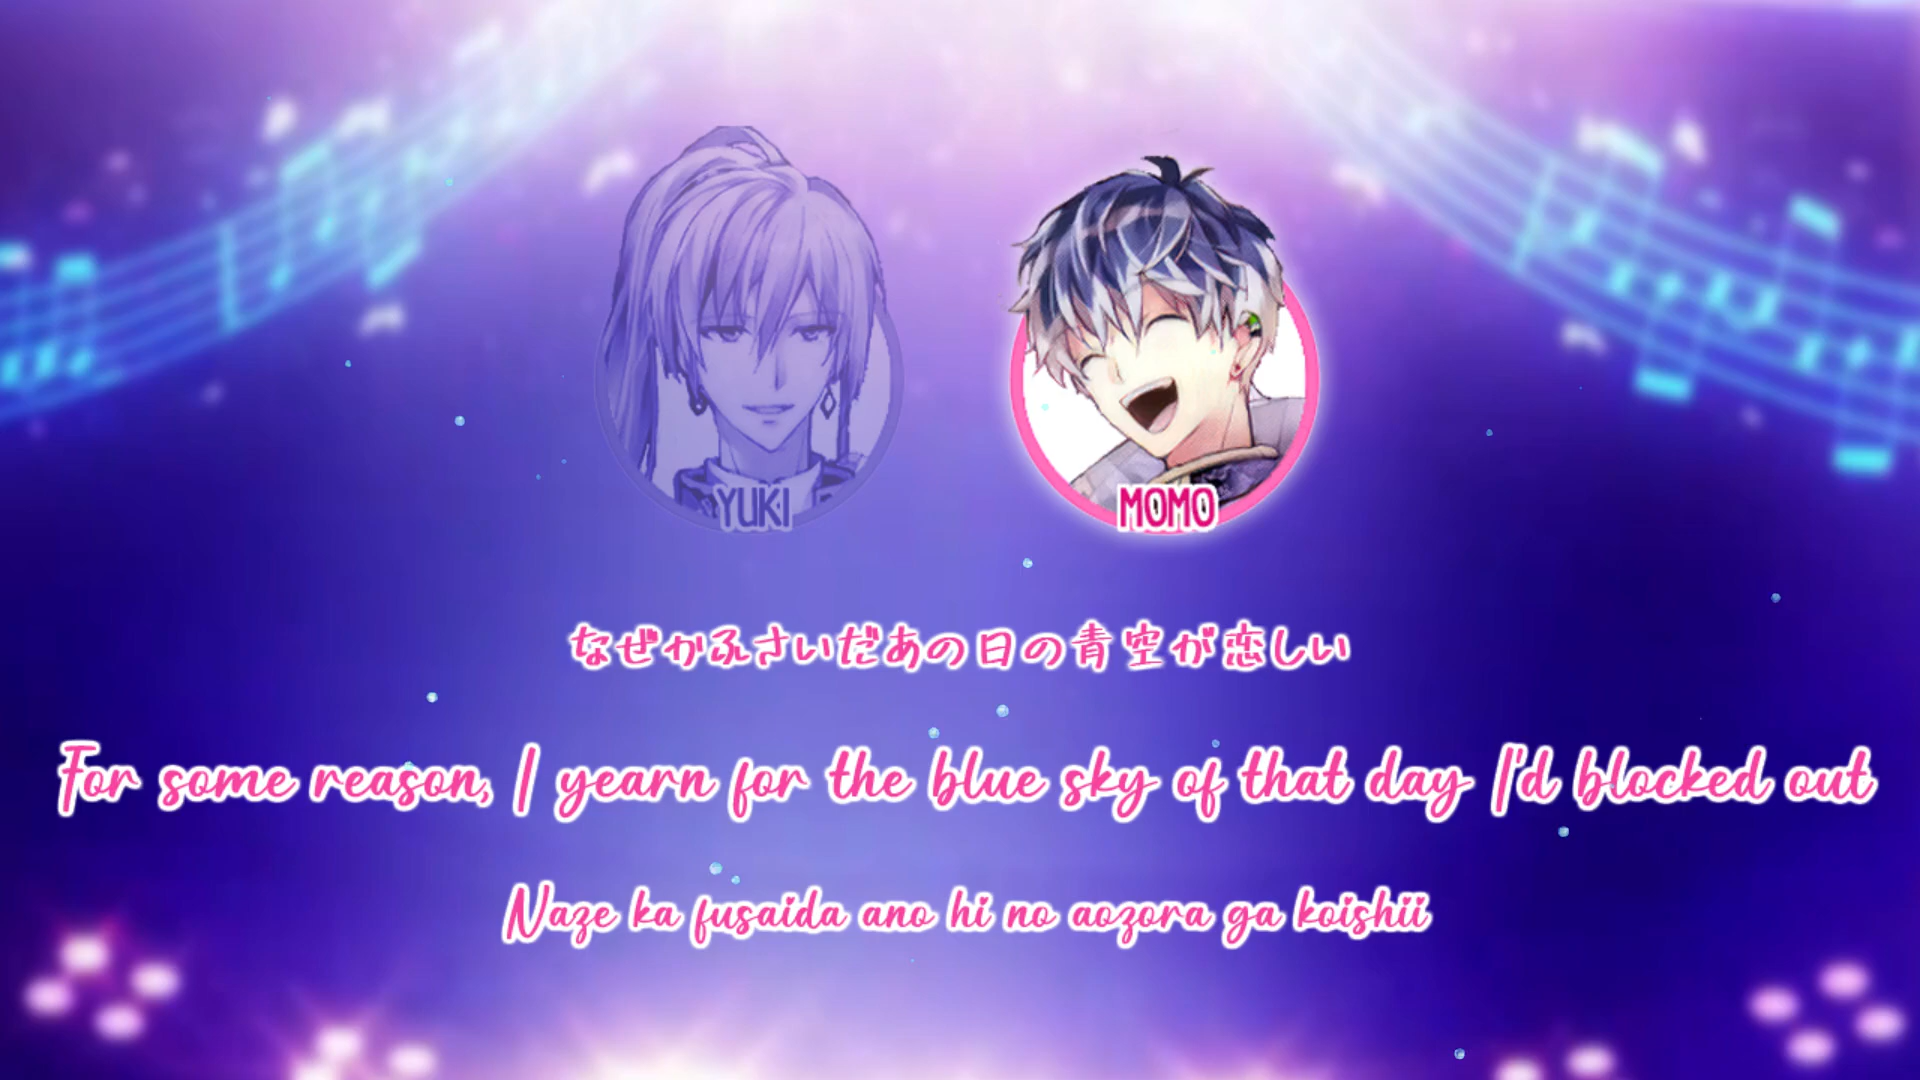 YUKI
MOMO
なぜかふさいだあの日の青空が恋しい
For some reason, I yearn for the blue sky of that day I'd blocked out
Naze ka fusaida ano hi no aozora ga koishii